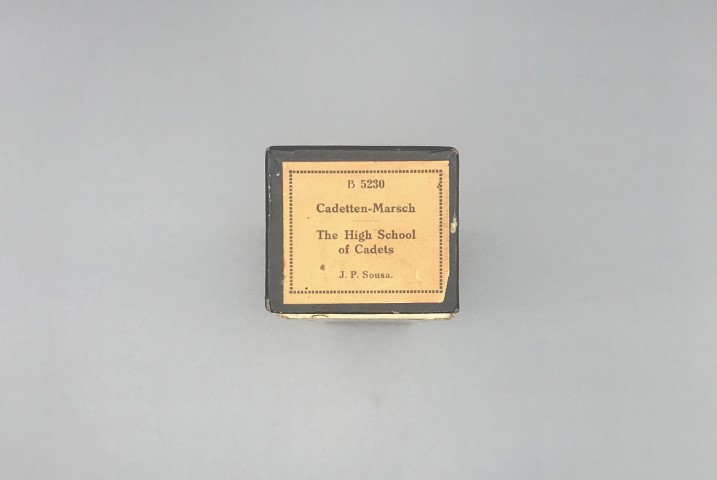 B 5230
Cadetten-Marsch
The High School
of Cadets
J. P. Sousa.